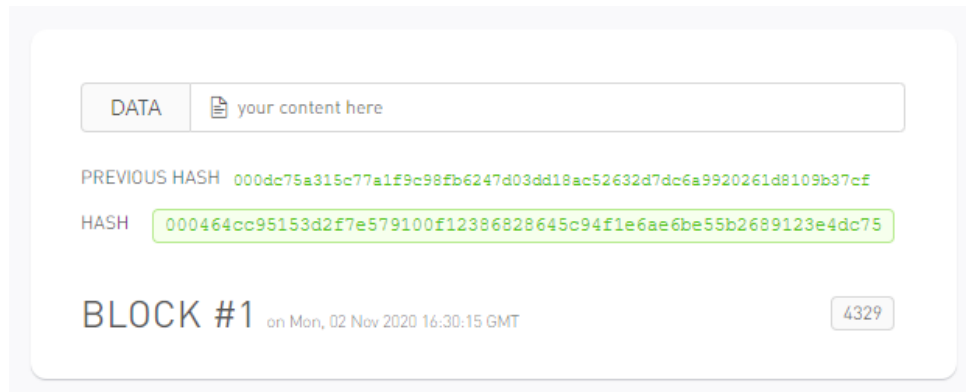 DATA your content here
PREVIOUS HASH 000dc75a315c77a1f9c98fb6247d03dd18ac52632d7dc6a9920261d8109b37cf
HASH 000464cc95153d2f7e579100f12386828645c94f1e6ae6be55b2689123e4dc75
BLOCK #1 on Mon, 02 Nov 2020 16:30:15 GMT 4329